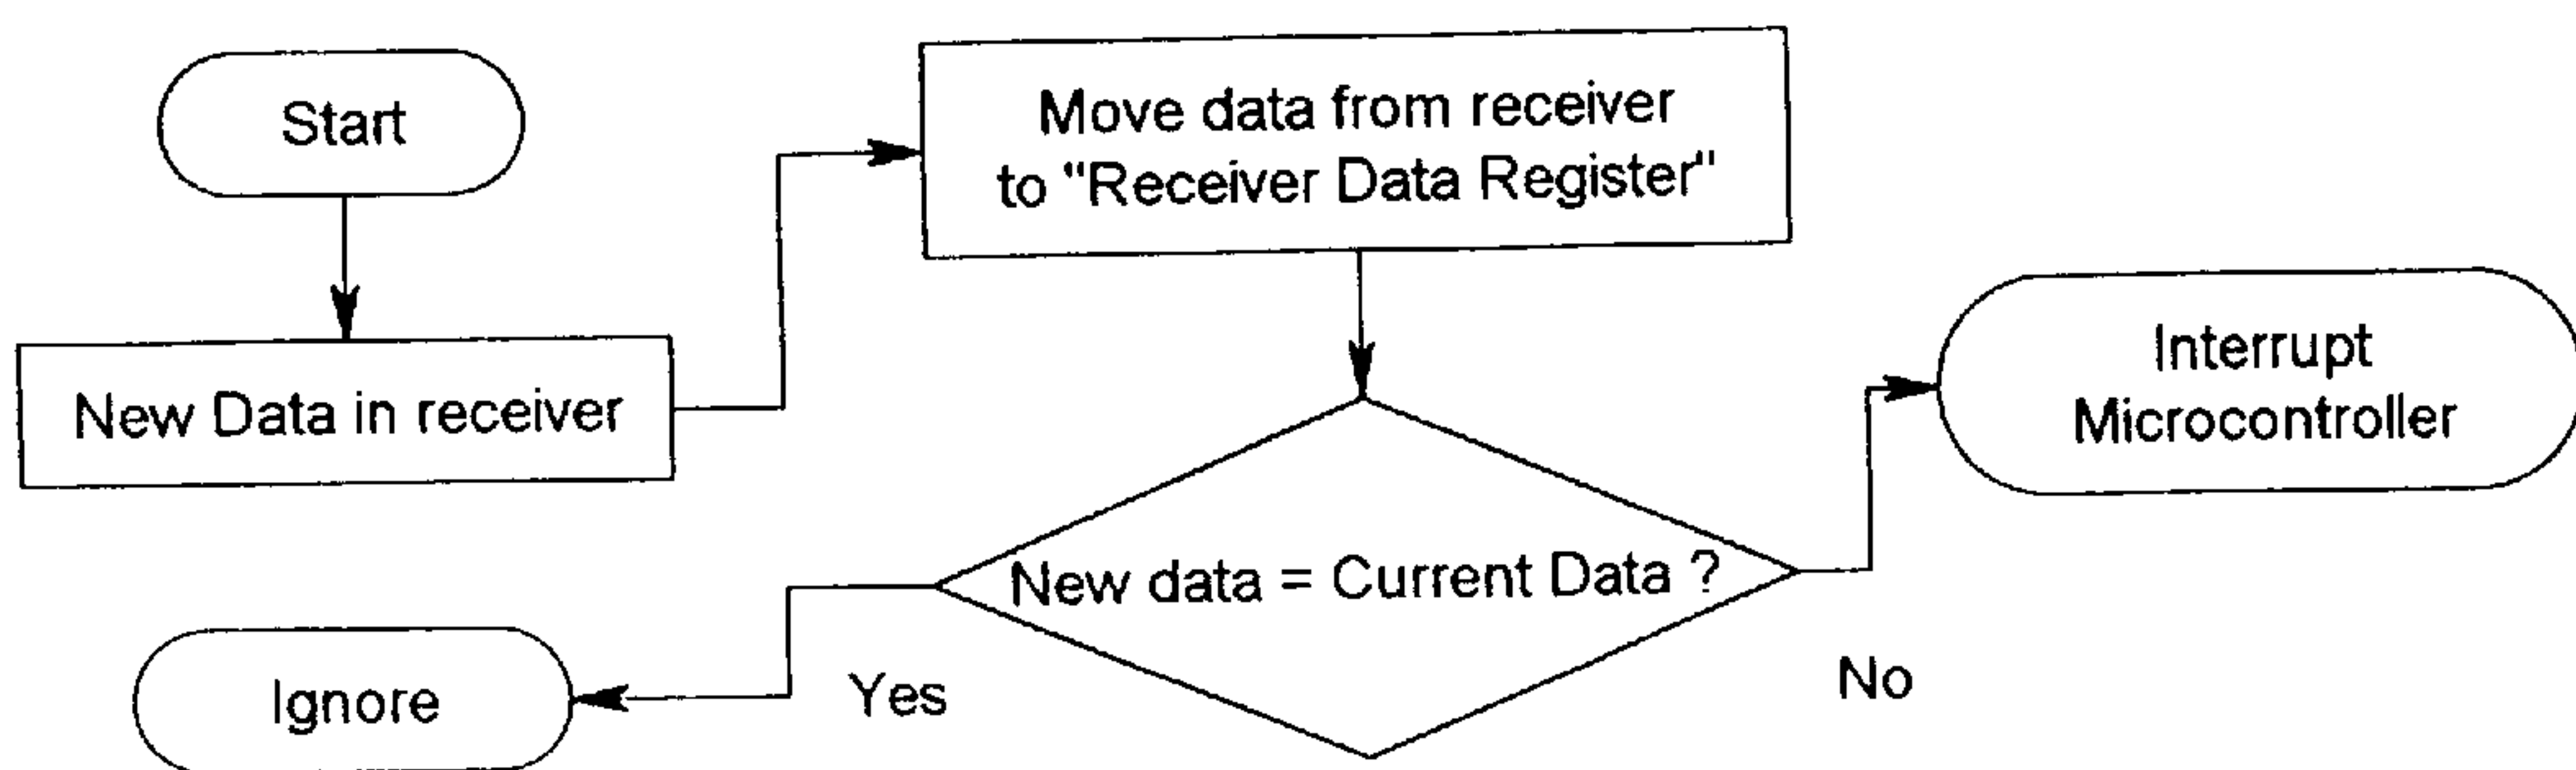 Start
New Data in receiver
Move data from receiver
to "Receiver Data Register"
New data = Current Data ?
Yes
No
Ignore
Interrupt
Microcontroller